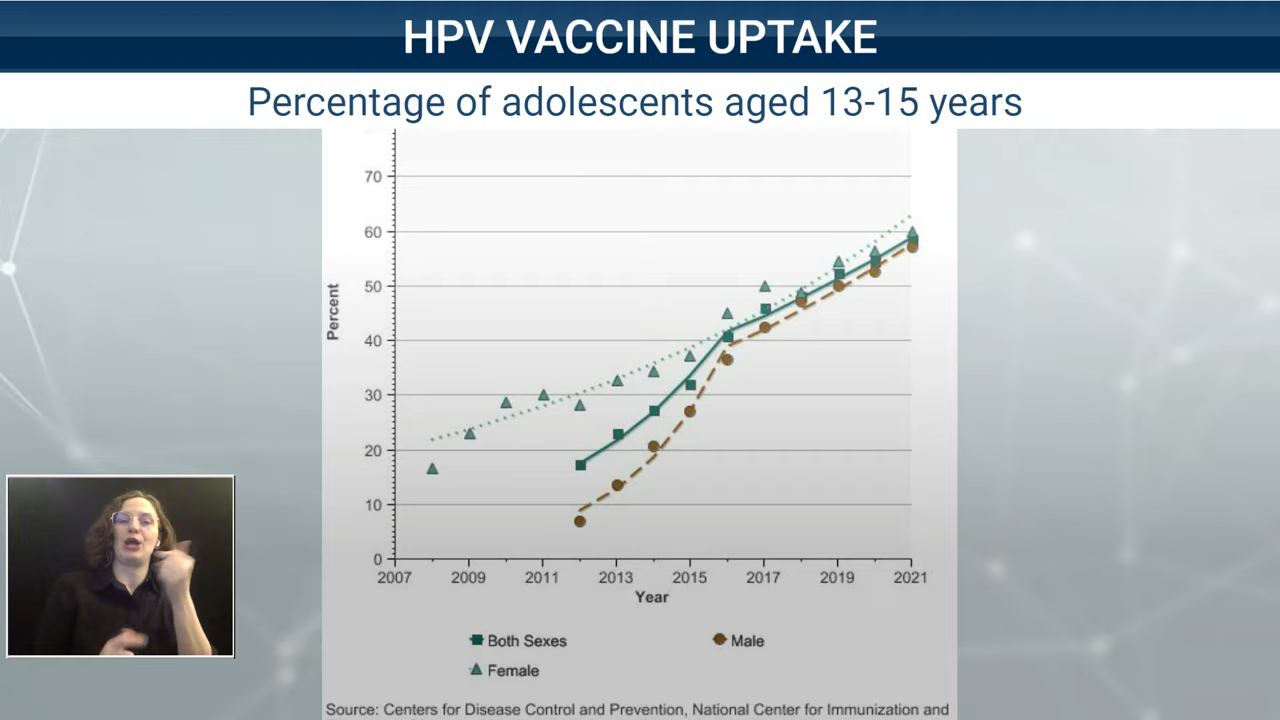 HPV VACCINE UPTAKE
Percentage of adolescents aged 13-15 years
70
60
50
40
30
20
10
0
Percent
2007 2009 2011 2013 2015 2017 2019 2021
Year
Both Sexes Male
Female
Source: Centers for Disease Control and Prevention, National Center for Immunization and